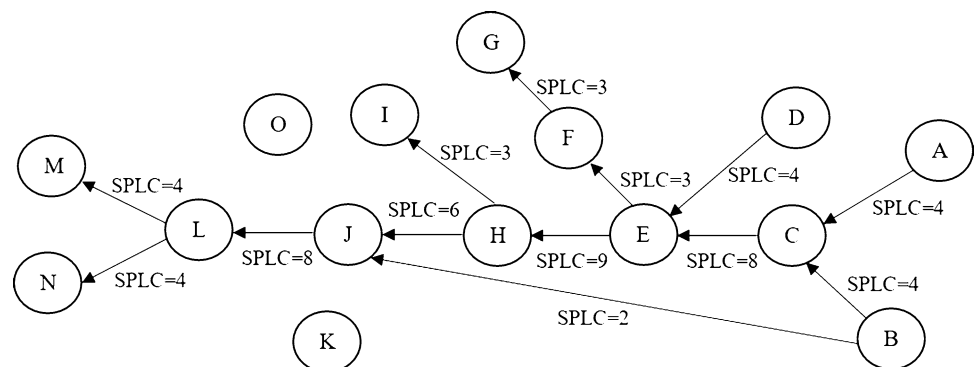 G
SPLC=3
I
D
O
F
A
SPLC=3
M
SPLC=4
SPLC=3
SPLC=4
SPLC=6
SPLC=4
L
J
H
E
C
SPLC=8
SPLC=9
SPLC=8
N
SPLC=4
SPLC=4
SPLC=2
K
B